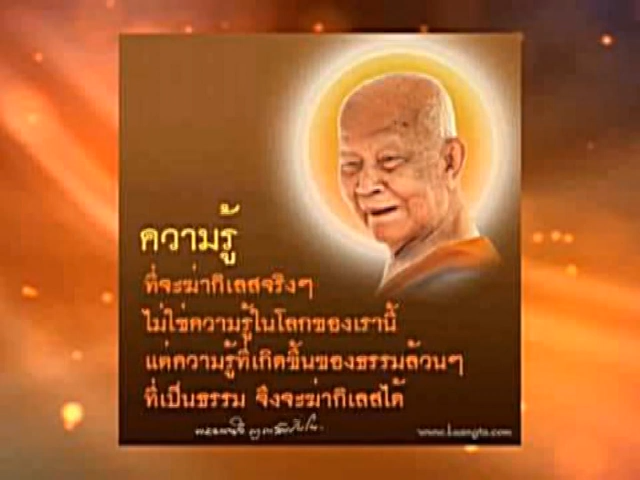 ความรู้
ที่จะฆ่ากิเลสจริงๆ
ไม่ใช่ความรู้ในโลกของเรานี้
แต่ความรู้ที่เกิดขึ้นของธรรมล้วนๆ
ที่เป็นธรรม จึงจะฆ่ากิเลสได้
www.Luangta.com